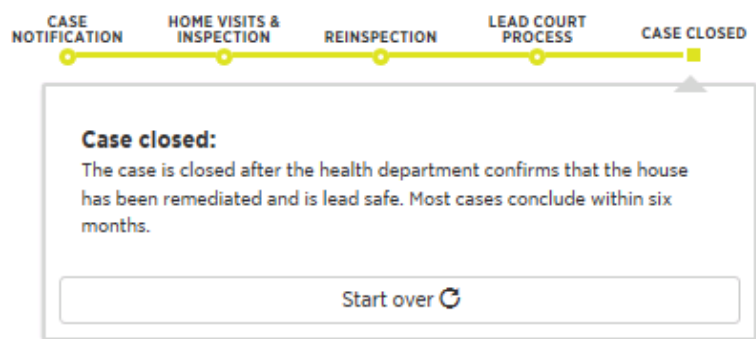 CASE
NOTIFICATION
HOME VISITS &
INSPECTION
REINSPECTION
LEAD COURT
PROCESS
CASE CLOSED
Case closed:
The case is closed after the health department confirms that the house
has been remediated and is lead safe. Most cases conclude within six
months.
Start over